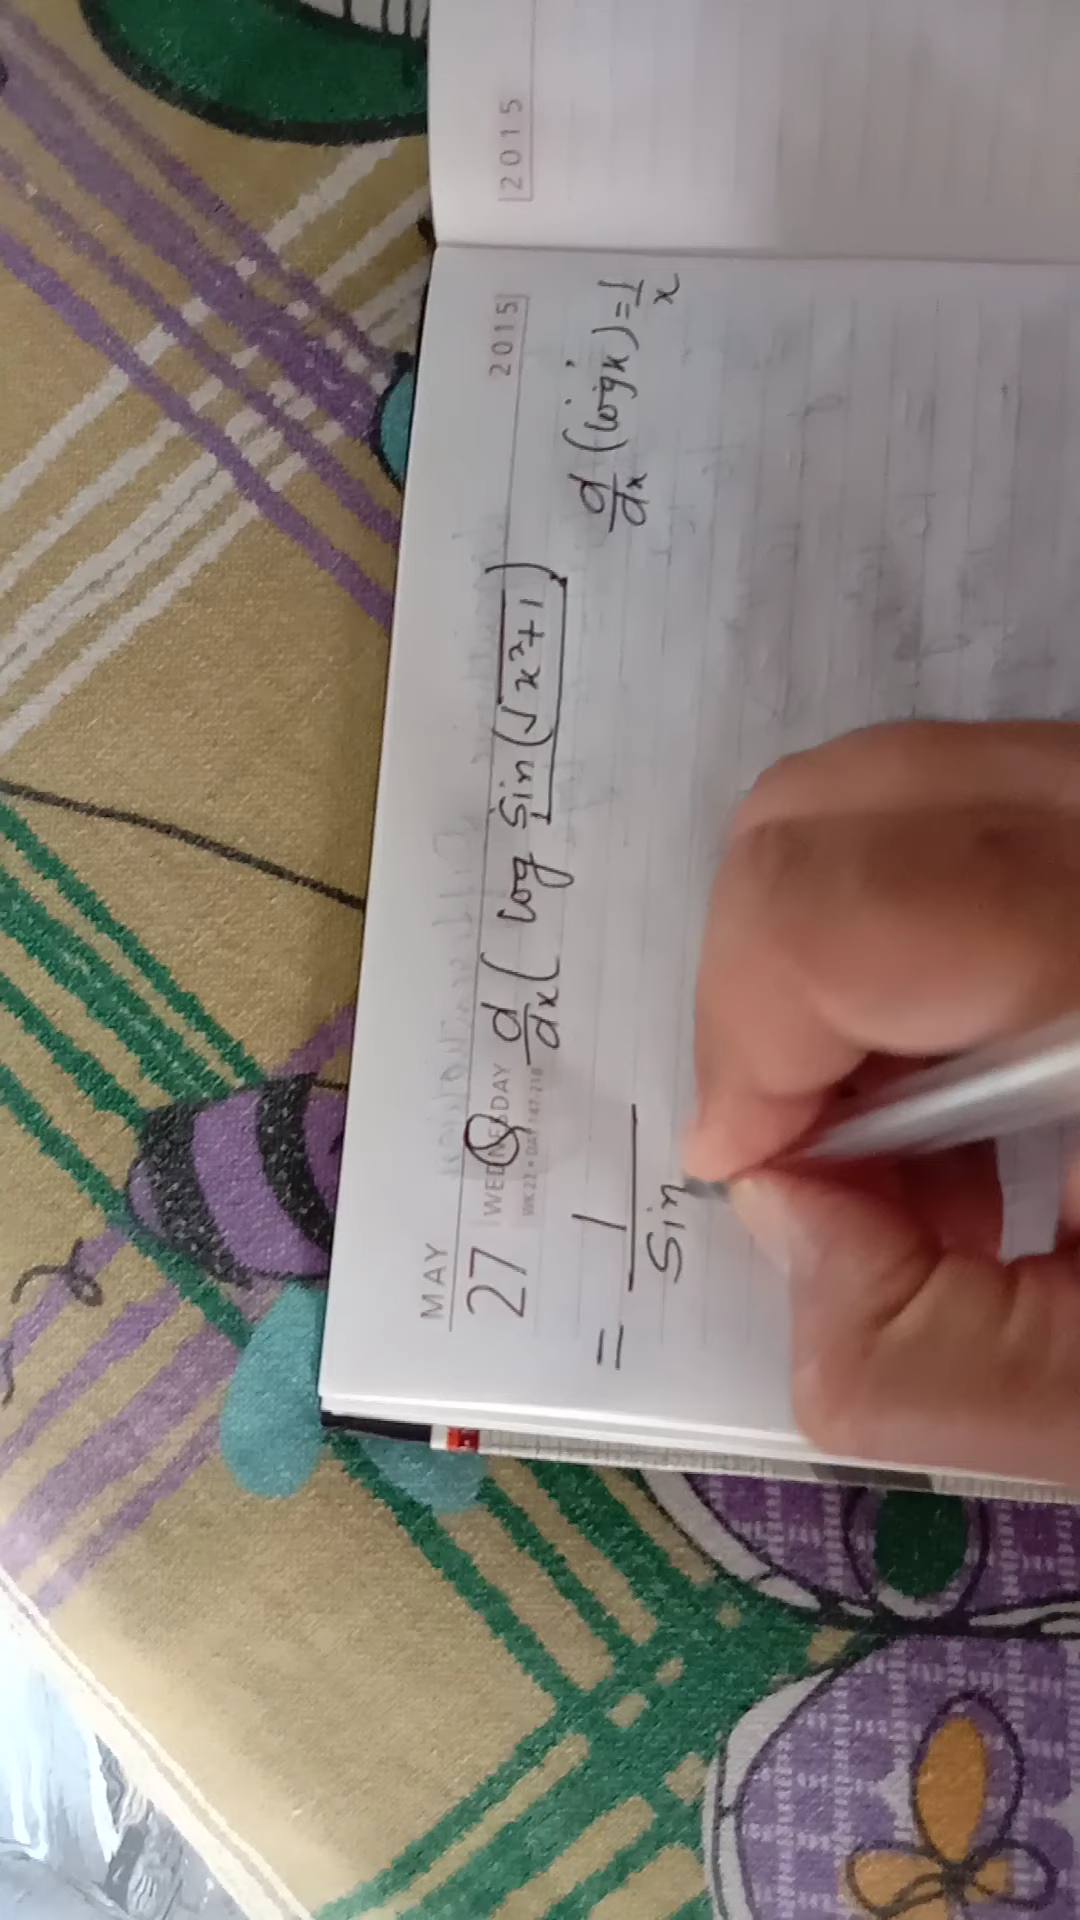 2015
MAY 2015
27 WEDNESDAY d/dx ( log sin(√x²+1)
WK 22 • DAY 147-218
d/dx (log x) = 1/x
= 1/sin